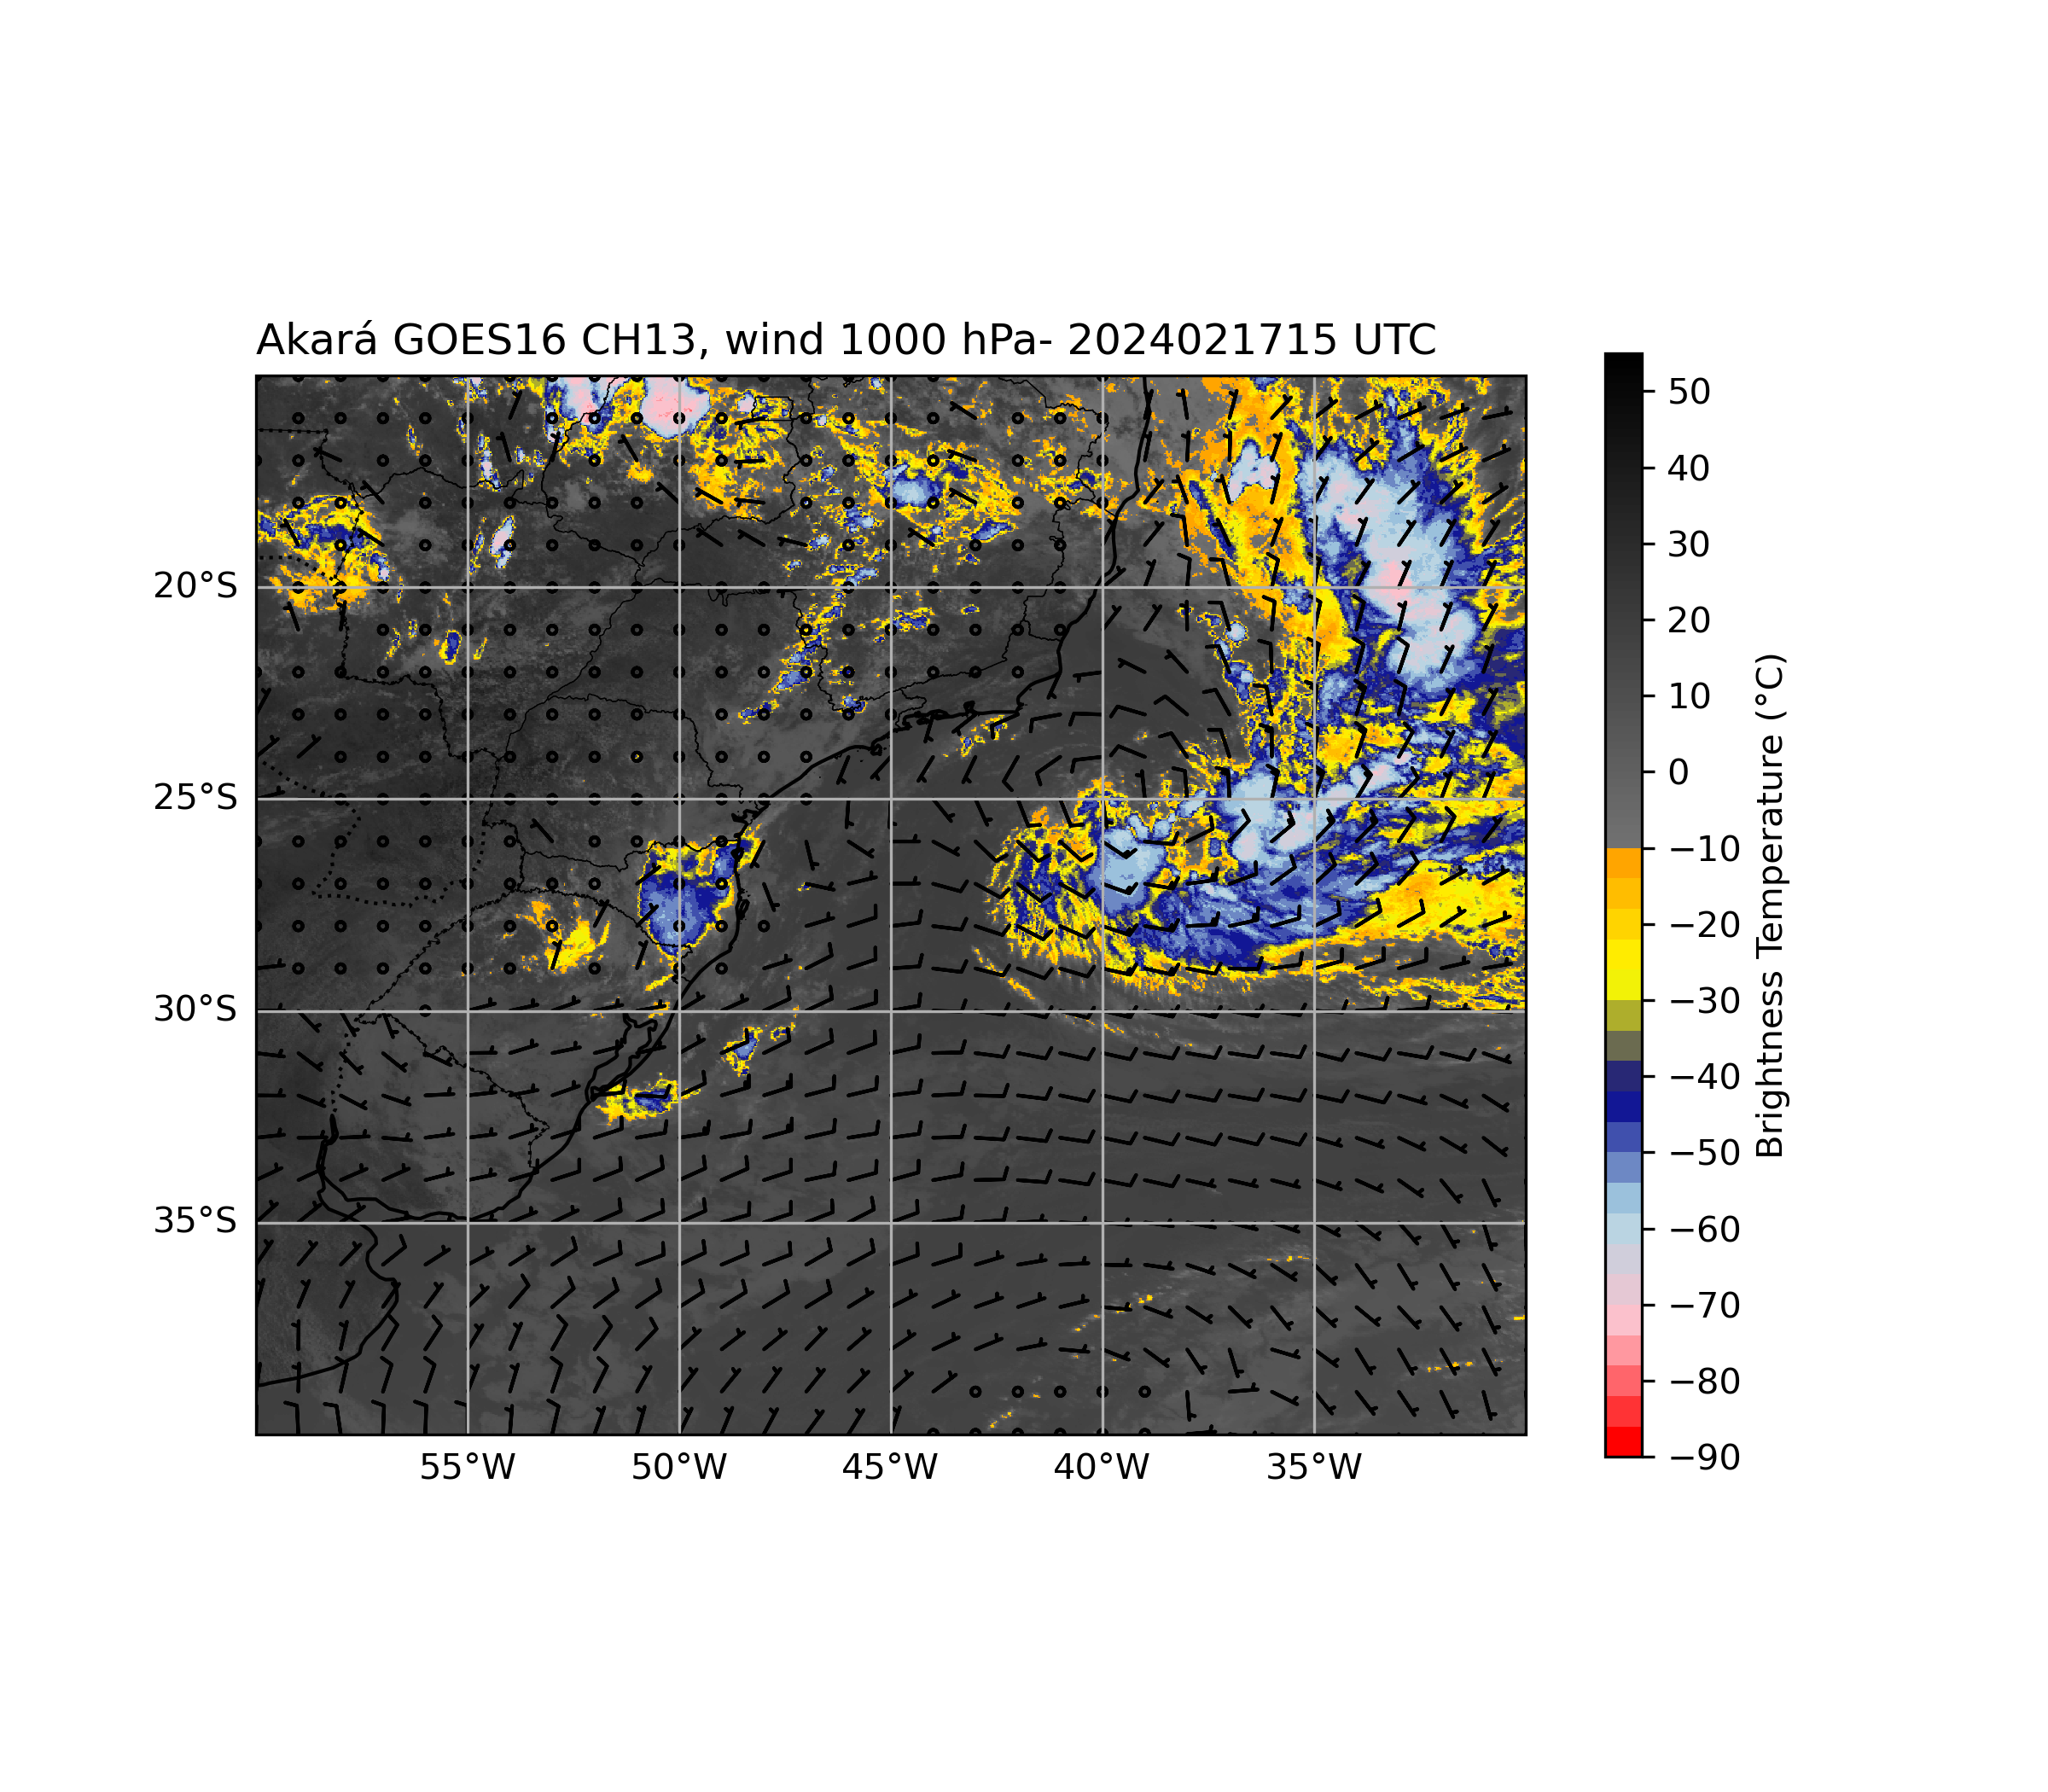 Akará GOES16 CH13, wind 1000 hPa- 2024021715 UTC
20°S
25°S
30°S
35°S
55°W
50°W
45°W
40°W
35°W
50
40
30
20
10
0
−10
−20
−30
−40
−50
−60
−70
−80
−90
Brightness Temperature (°C)